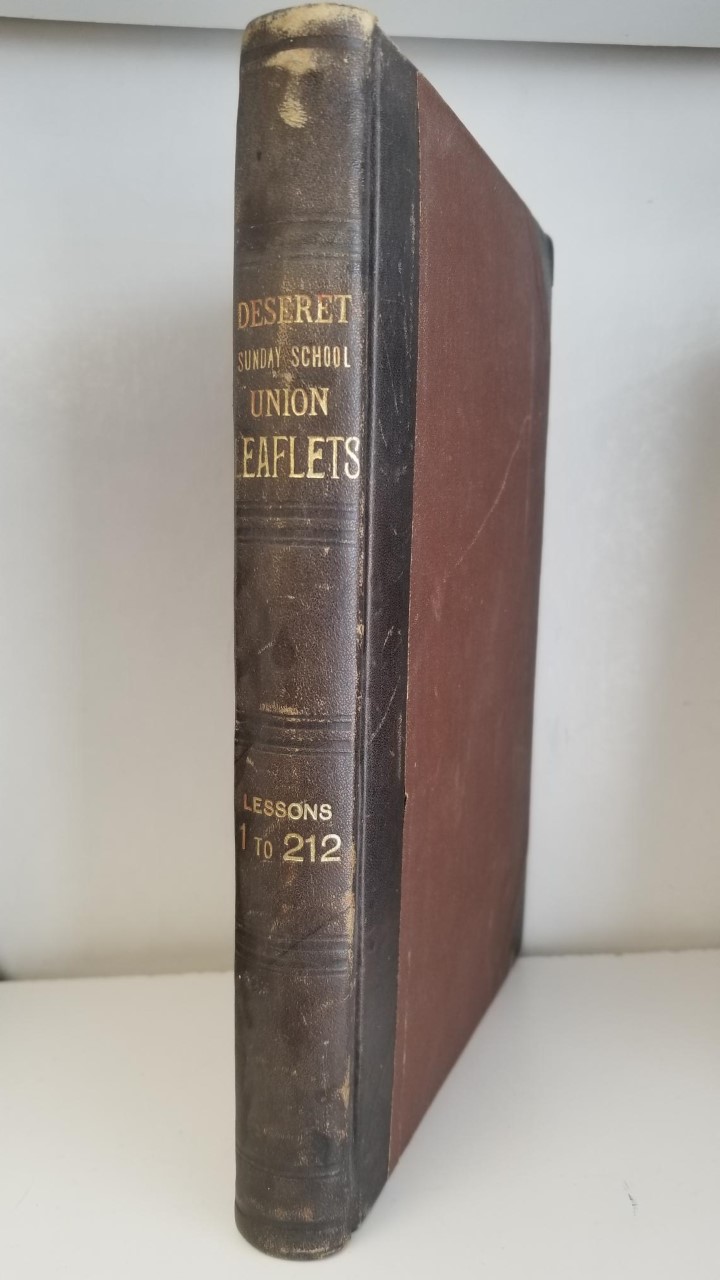 DESERET
SUNDAY SCHOOL
UNION
LEAFLETS
LESSONS
1 TO 212